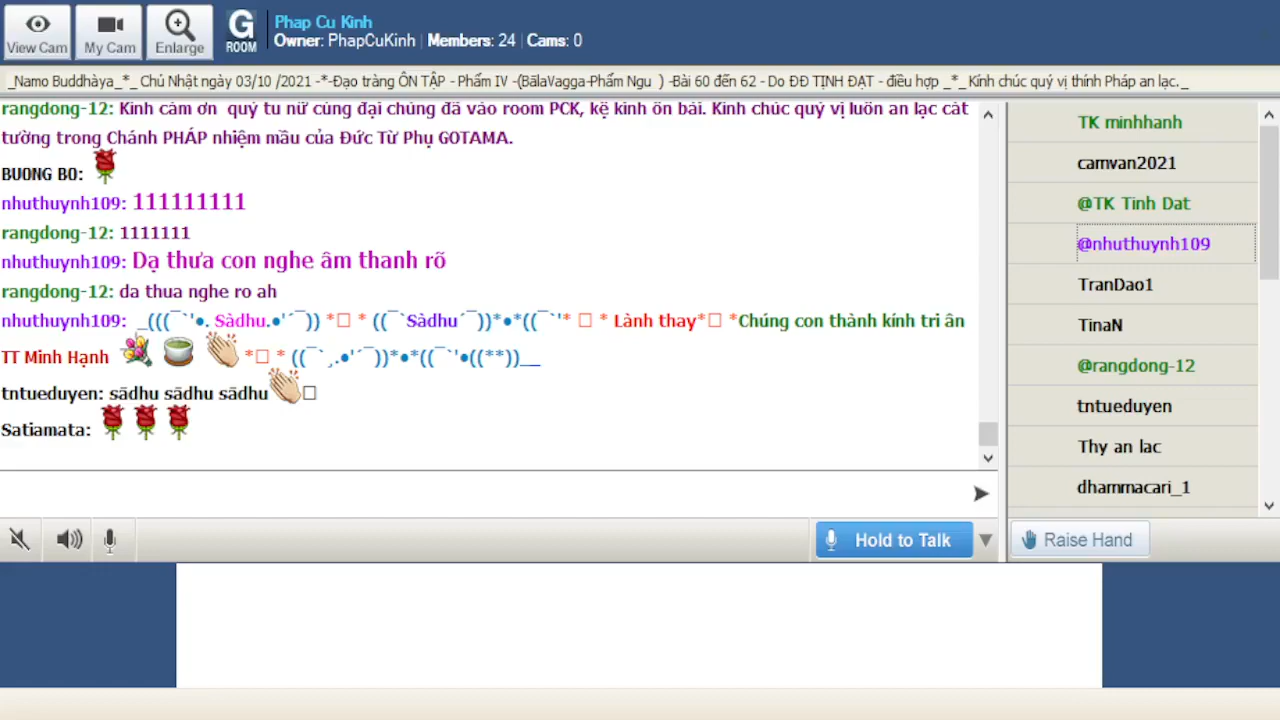 View Cam
My Cam
Enlarge
G
ROOM
Phap Cu Kinh
Owner: PhapCuKinh | Members: 24 | Cams: 0
_Namo Buddhàya_*_ Chủ Nhật ngày 03/10 /2021 -*-Đạo tràng ÔN TẬP - Phẩm IV -(BālaVagga-Phẩm Ngu ) -Bài 60 đến 62 - Do ĐĐ TỊNH ĐẠT - điều hợp _*_ Kính chúc quý vị thính Pháp an lạc._
rangdong-12: Kính cám ơn quý tu nữ cùng đại chúng đã vào room PCK, kệ kinh ôn bài. Kính chúc quý vị luôn an lạc cát
tường trong Chánh PHÁP nhiệm mầu của Đức Từ Phụ GOTAMA.
BUONG BO:
nhuthuynh109: 111111111
rangdong-12: 1111111
nhuthuynh109: Dạ thưa con nghe âm thanh rõ
rangdong-12: da thua nghe ro ah
nhuthuynh109: _(((¯`'•. Sàdhu.•'´¯)) *□ * ((¯`Sàdhu´¯))*•*((¯`'* □ * Lành thay*□ *Chúng con thành kính tri ân
TT Minh Hạnh *□ * ((¯`¸.•'´¯))*•*((¯`'•((**))__
tntueduyen: sādhu sādhu sādhu□
Satiamata:
Hold to Talk
TK minhhanh
camvan2021
@TK Tinh Dat
@nhuthuynh109
TranDao1
TinaN
@rangdong-12
tntueduyen
Thy an lac
dhammacari_1
Raise Hand